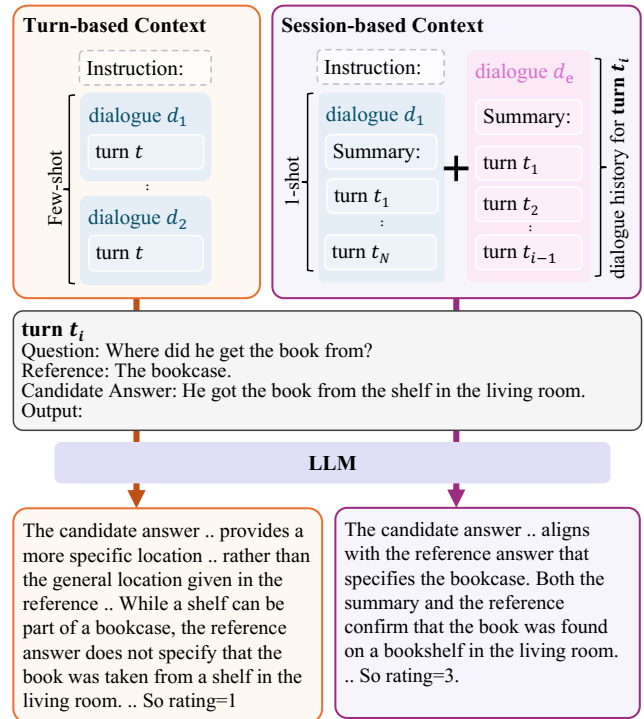 Turn-based Context
Instruction:
Few-shot
dialogue d₁
turn t
:
dialogue d₂
turn t
Session-based Context
Instruction:
1-shot
dialogue d₁
Summary:
turn t₁
:
turn t_N
+
dialogue d_e
Summary:
turn t₁
turn t₂
:
turn t_{i−1}
dialogue history for turn t_i
turn t_i
Question: Where did he get the book from?
Reference: The bookcase.
Candidate Answer: He got the book from the shelf in the living room.
Output:
LLM
The candidate answer .. provides a
more specific location .. rather than
the general location given in the
reference .. While a shelf can be
part of a bookcase, the reference
answer does not specify that the
book was taken from a shelf in the
living room. .. So rating=1
The candidate answer .. aligns
with the reference answer that
specifies the bookcase. Both the
summary and the reference
confirm that the book was found
on a bookshelf in the living room.
.. So rating=3.